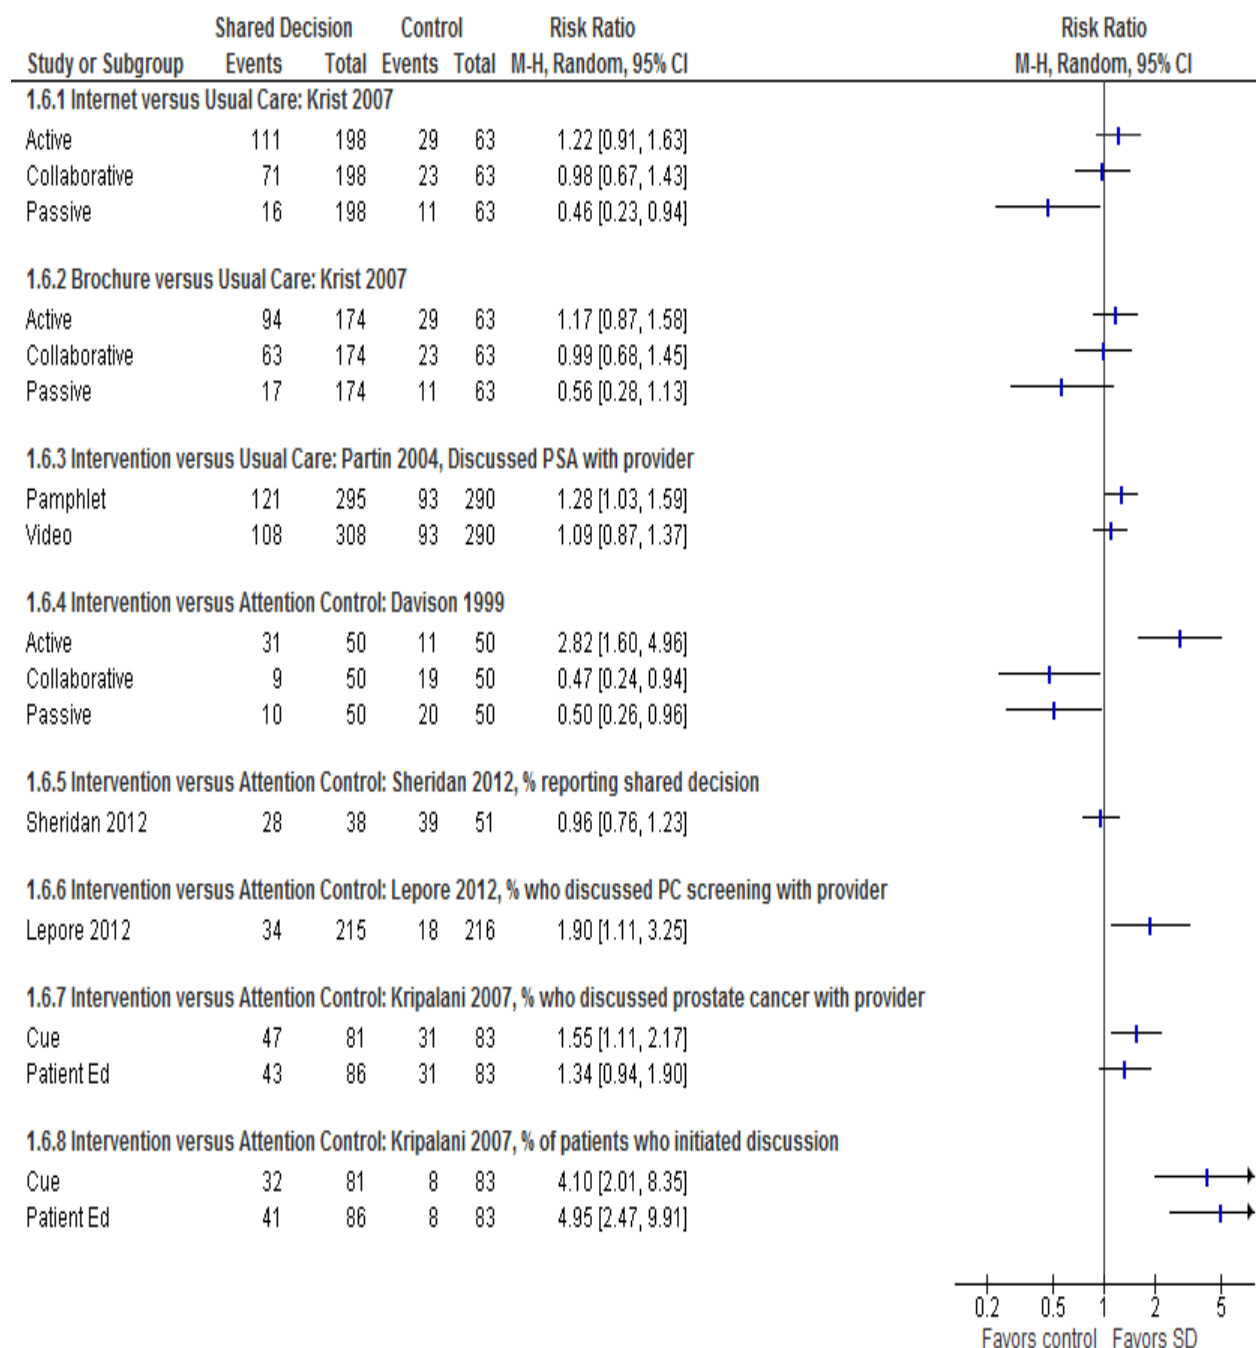 Shared Decision Control Risk Ratio Risk Ratio
Study or Subgroup Events Total Events Total M-H, Random, 95% CI M-H, Random, 95% CI
1.6.1 Internet versus Usual Care: Krist 2007
Active 111 198 29 63 1.22 [0.91, 1.63]
Collaborative 71 198 23 63 0.98 [0.67, 1.43]
Passive 16 198 11 63 0.46 [0.23, 0.94]
1.6.2 Brochure versus Usual Care: Krist 2007
Active 94 174 29 63 1.17 [0.87, 1.58]
Collaborative 63 174 23 63 0.99 [0.68, 1.45]
Passive 17 174 11 63 0.56 [0.28, 1.13]
1.6.3 Intervention versus Usual Care: Partin 2004, Discussed PSA with provider
Pamphlet 121 295 93 290 1.28 [1.03, 1.59]
Video 108 308 93 290 1.09 [0.87, 1.37]
1.6.4 Intervention versus Attention Control: Davison 1999
Active 31 50 11 50 2.82 [1.60, 4.96]
Collaborative 9 50 19 50 0.47 [0.24, 0.94]
Passive 10 50 20 50 0.50 [0.26, 0.96]
1.6.5 Intervention versus Attention Control: Sheridan 2012, % reporting shared decision
Sheridan 2012 28 38 39 51 0.96 [0.76, 1.23]
1.6.6 Intervention versus Attention Control: Lepore 2012, % who discussed PC screening with provider
Lepore 2012 34 215 18 216 1.90 [1.11, 3.25]
1.6.7 Intervention versus Attention Control: Kripalani 2007, % who discussed prostate cancer with provider
Cue 47 81 31 83 1.55 [1.11, 2.17]
Patient Ed 43 86 31 83 1.34 [0.94, 1.90]
1.6.8 Intervention versus Attention Control: Kripalani 2007, % of patients who initiated discussion
Cue 32 81 8 83 4.10 [2.01, 8.35]
Patient Ed 41 86 8 83 4.95 [2.47, 9.91]
0.2 0.5 1 2 5
Favors control Favors SD